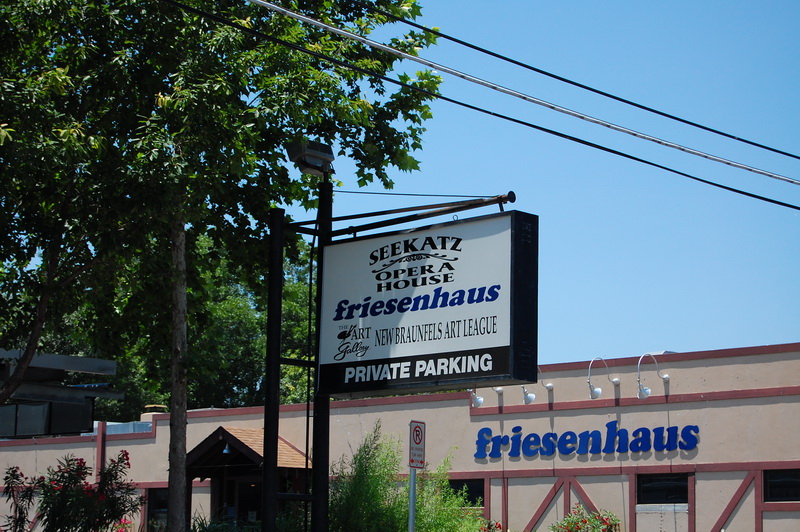 SEEKATZ
OPERA
HOUSE
friesenhaus
THE ART Gallery
NEW BRAUNFELS ART LEAGUE
PRIVATE PARKING
friesenhaus
P